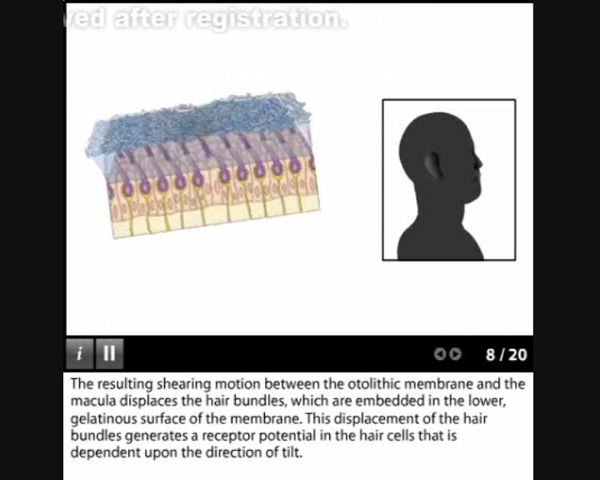 ved after registration.
i
8 / 20
The resulting shearing motion between the otolithic membrane and the
macula displaces the hair bundles, which are embedded in the lower,
gelatinous surface of the membrane. This displacement of the hair
bundles generates a receptor potential in the hair cells that is
dependent upon the direction of tilt.